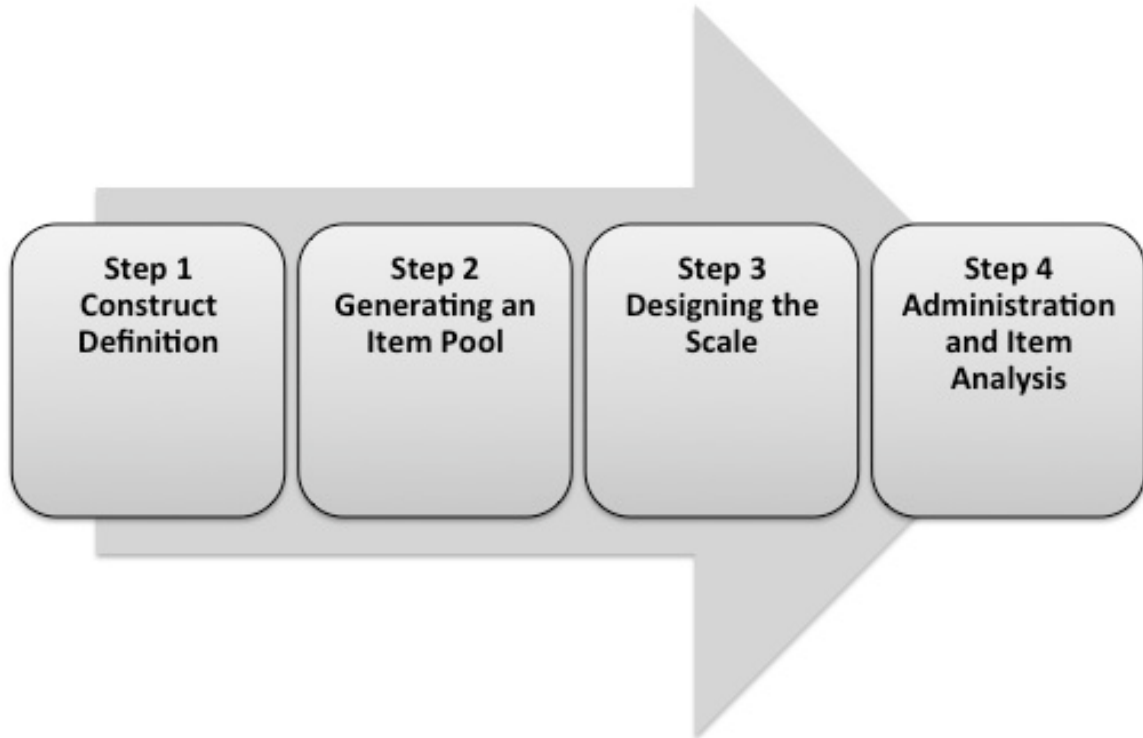 Step 1
Construct
Definition
Step 2
Generating an
Item Pool
Step 3
Designing the
Scale
Step 4
Administration
and Item
Analysis